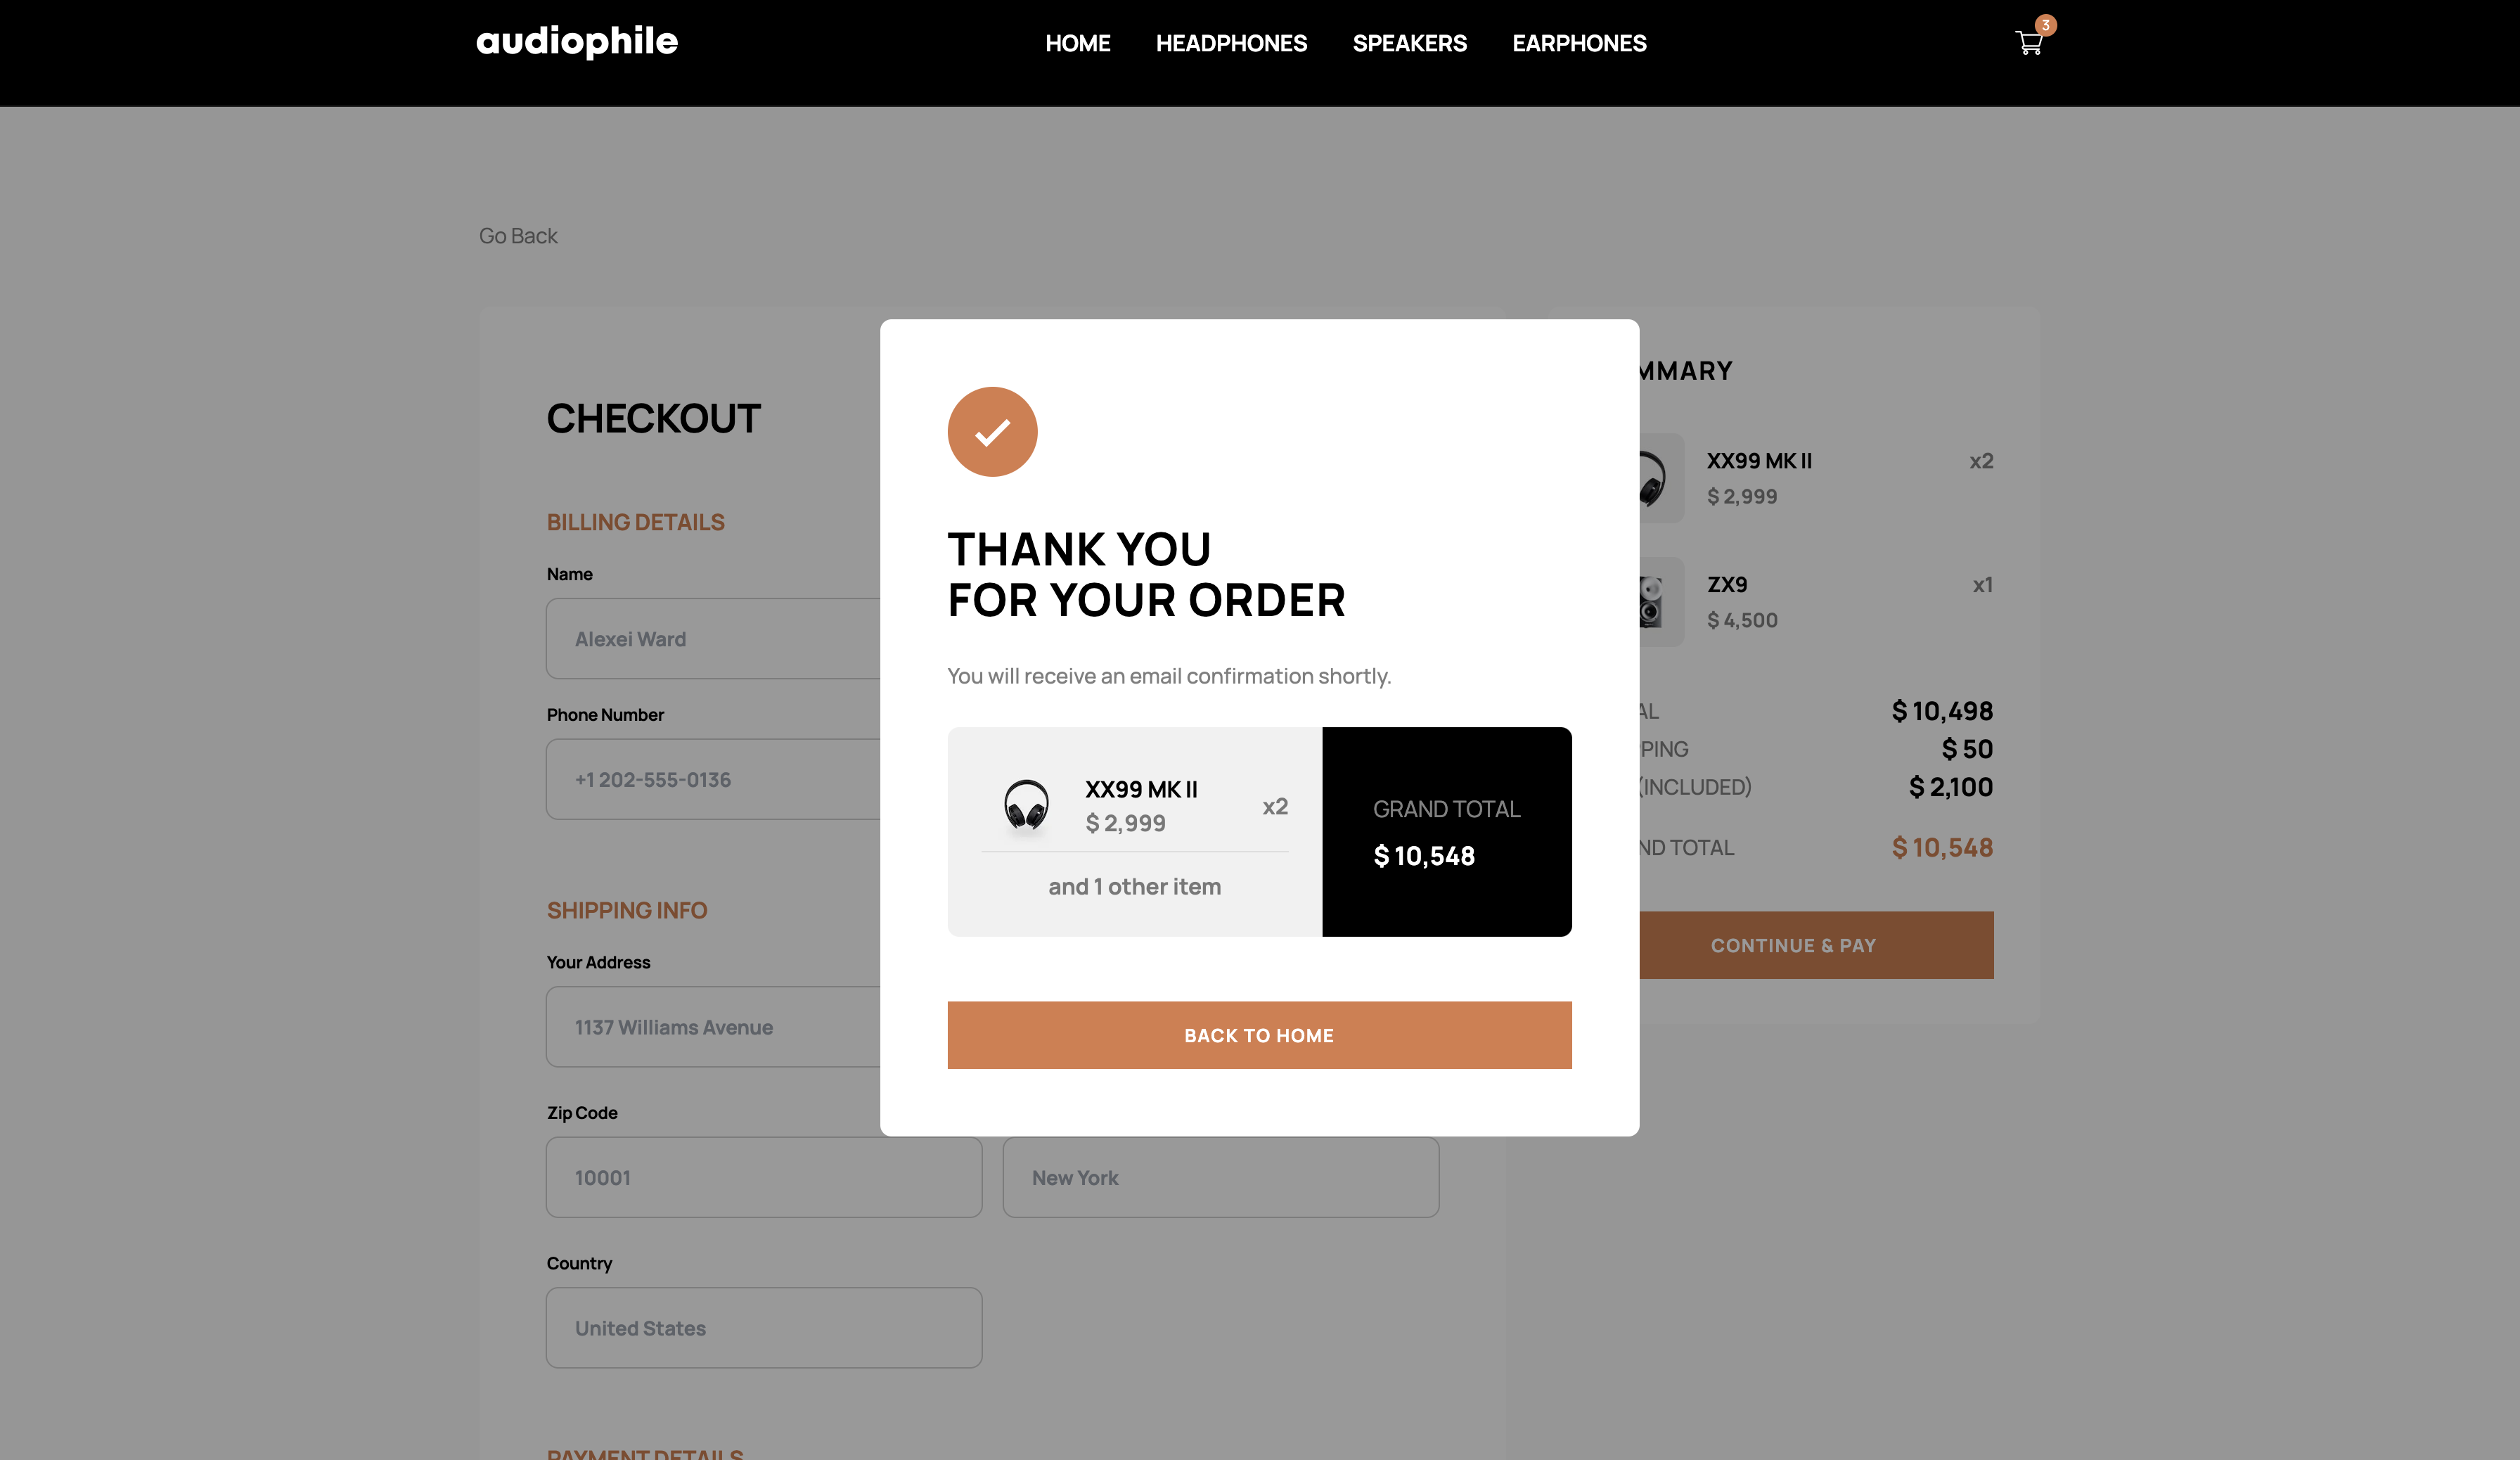 audiophile
HOME HEADPHONES SPEAKERS EARPHONES
3
Go Back
CHECKOUT
BILLING DETAILS
Name
Alexei Ward
Phone Number
+1 202-555-0136
SHIPPING INFO
Your Address
1137 Williams Avenue
Zip Code
10001
New York
Country
United States
PAYMENT DETAILS
THANK YOU
FOR YOUR ORDER
You will receive an email confirmation shortly.
XX99 MK II
$ 2,999
x2
and 1 other item
GRAND TOTAL
$ 10,548
BACK TO HOME
MMARY
XX99 MK II x2
$ 2,999
ZX9 x1
$ 4,500
AL $ 10,498
PING $ 50
(INCLUDED) $ 2,100
ND TOTAL $ 10,548
CONTINUE & PAY